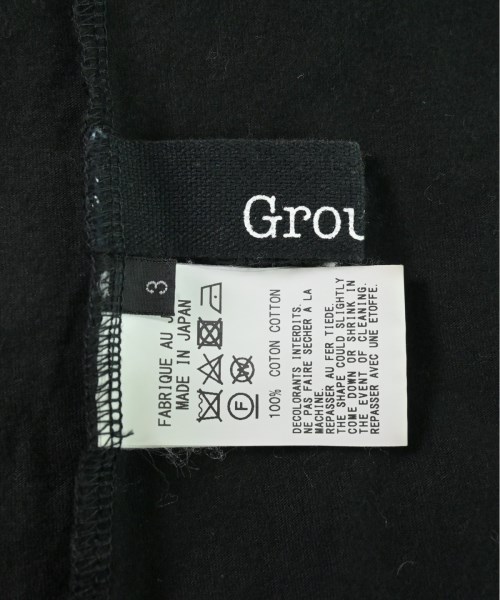 Grou
3
FABRIQUE AU J
MADE IN JAPAN
F
W
100% COTON COTTON
DECOLORANTS INTERDITS.
NE PAS FAIRE SECHER A LA
MACHINE.
REPASSER AU FER TIEDE.
THE SHAPE COULD SLIGHTLY
COME DOWN OR SHRINK IN
THE EVENT OF CLEANING.
REPASSER AVEC UNE ETOFFE.